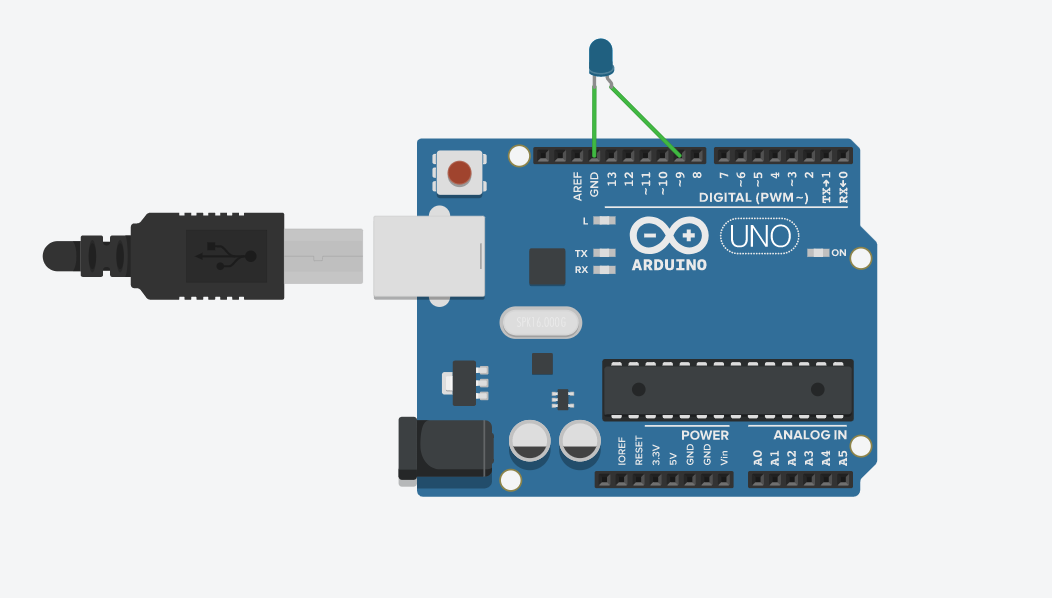 AREF
GND
13
12
~11
~10
~9
8
7
~6
~5
4
~3
2
TX→1
RX←0
DIGITAL (PWM~)
L
TX
RX
ARDUINO
UNO
ON
SPK16.000G
IOREF
RESET
3.3V
5V
GND
GND
Vin
POWER
ANALOG IN
A0
A1
A2
A3
A4
A5